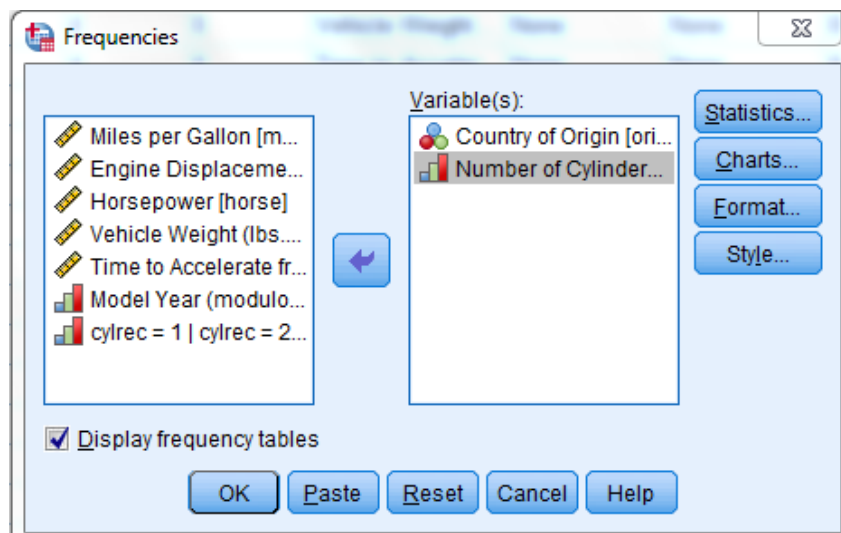 Frequencies
Variable(s):
Miles per Gallon [m...
Engine Displaceme...
Horsepower [horse]
Vehicle Weight (lbs....
Time to Accelerate fr...
Model Year (modulo...
cylrec = 1 | cylrec = 2...
Country of Origin [ori...
Number of Cylinder...
Statistics...
Charts...
Format...
Style...
Display frequency tables
OK
Paste
Reset
Cancel
Help